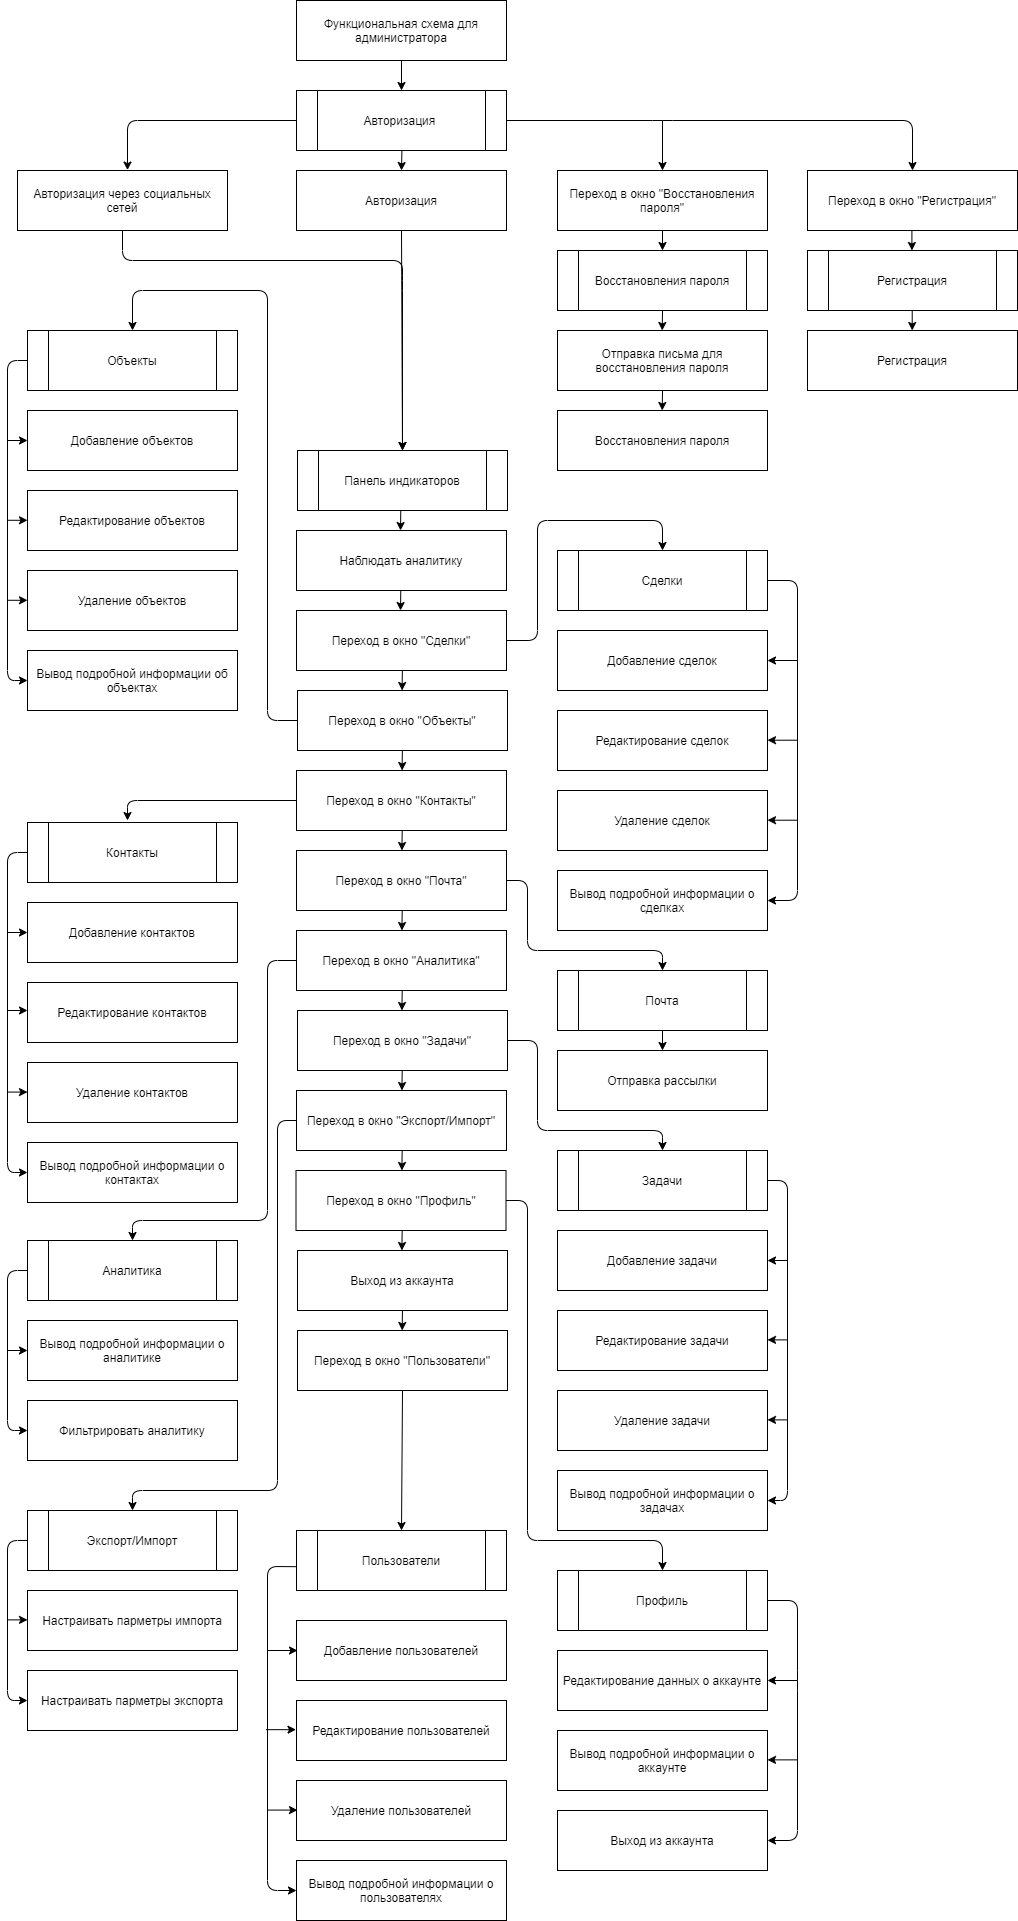 Функциональная схема для
администратора
Авторизация
Авторизация через социальных
сетей
Авторизация
Переход в окно "Восстановления
пароля"
Переход в окно "Регистрация"
Восстановления пароля
Регистрация
Отправка письма для
восстановления пароля
Регистрация
Восстановления пароля
Объекты
Добавление объектов
Редактирование объектов
Удаление объектов
Вывод подробной информации об
объектах
Панель индикаторов
Наблюдать аналитику
Переход в окно "Сделки"
Переход в окно "Объекты"
Переход в окно "Контакты"
Переход в окно "Почта"
Переход в окно "Аналитика"
Переход в окно "Задачи"
Переход в окно "Экспорт/Импорт"
Переход в окно "Профиль"
Выход из аккаунта
Переход в окно "Пользователи"
Сделки
Добавление сделок
Редактирование сделок
Удаление сделок
Вывод подробной информации о
сделках
Контакты
Добавление контактов
Редактирование контактов
Удаление контактов
Вывод подробной информации о
контактах
Почта
Отправка рассылки
Аналитика
Вывод подробной информации о
аналитике
Фильтрировать аналитику
Задачи
Добавление задачи
Редактирование задачи
Удаление задачи
Вывод подробной информации о
задачах
Экспорт/Импорт
Настраивать парметры импорта
Настраивать парметры экспорта
Пользователи
Добавление пользователей
Редактирование пользователей
Удаление пользователей
Вывод подробной информации о
пользователях
Профиль
Редактирование данных о аккаунте
Вывод подробной информации о
аккаунте
Выход из аккаунта